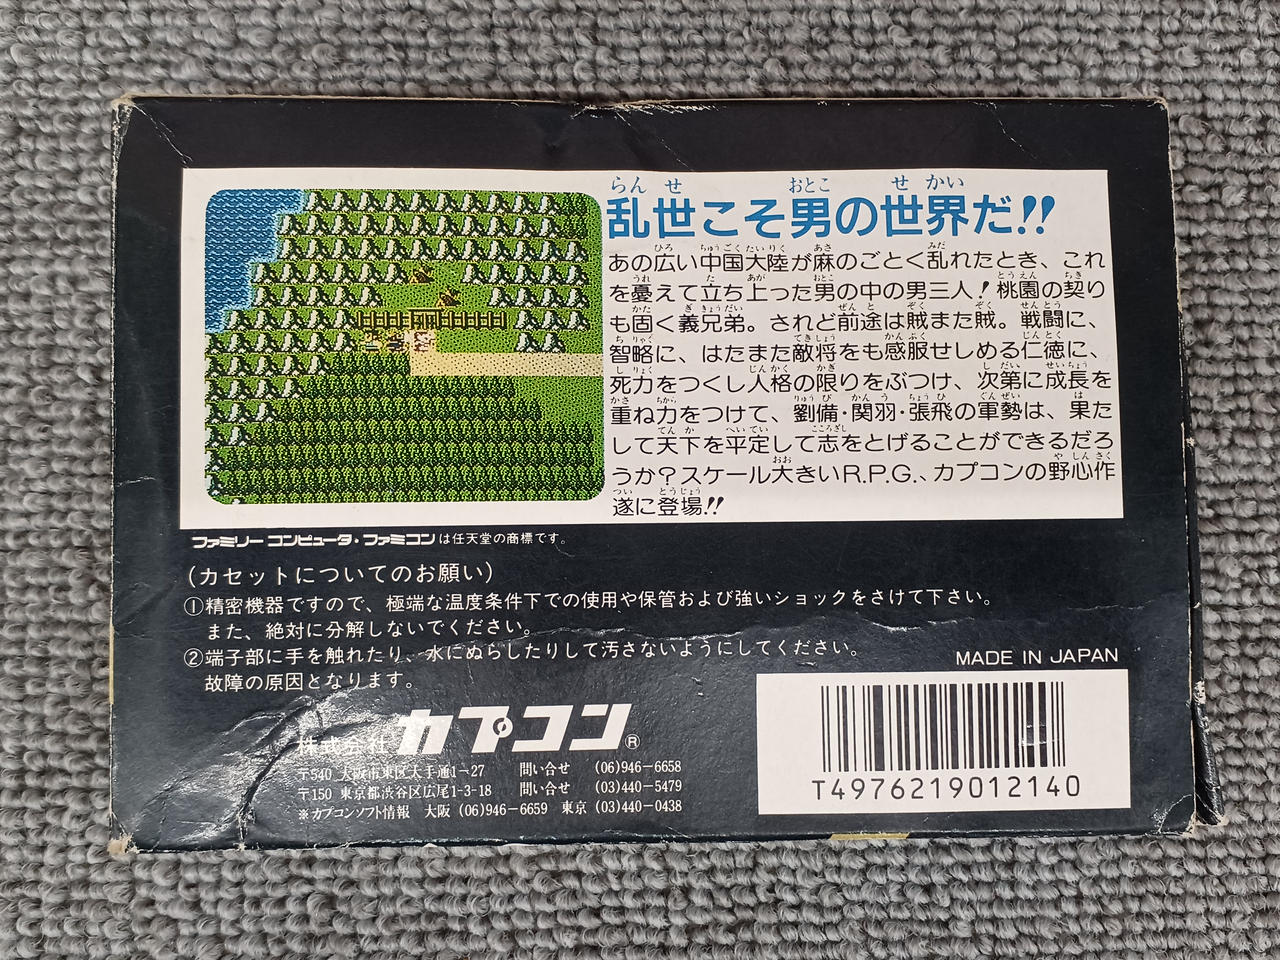 乱世こそ男の世界だ!!
あの広い中国大陸が麻のごとく乱れたとき、これ
を憂えて立ち上った男の中の男三人!桃園の契り
も固く義兄弟。されど前途は賊また賊。戦闘に、
智略に、はたまた敵将をも感服せしめる仁徳に、
死力をつくし人格の限りをぶつけ、次第に成長を
重ね力をつけて、劉備・関羽・張飛の軍勢は、果た
して天下を平定して志をとげることができるだろ
うか?スケール大きいR.P.G.、カプコンの野心作
遂に登場!!
ファミリーコンピュータ・ファミコンは任天堂の商標です。
(カセットについてのお願い)
①精密機器ですので、極端な温度条件下での使用や保管および強いショックをさけて下さい。
また、絶対に分解しないでください。
②端子部に手を触れたり、水にぬらしたりして汚さないようにしてください。
故障の原因となります。
MADE IN JAPAN
株式会社カプコン®
〒540 大阪市東区大手通1-27 問い合せ (06)946-6658
〒150 東京都渋谷区広尾1-3-18 問い合せ (03)440-5479
※カプコンソフト情報 大阪 (06)946-6659 東京 (03)440-0438
T4976219012140